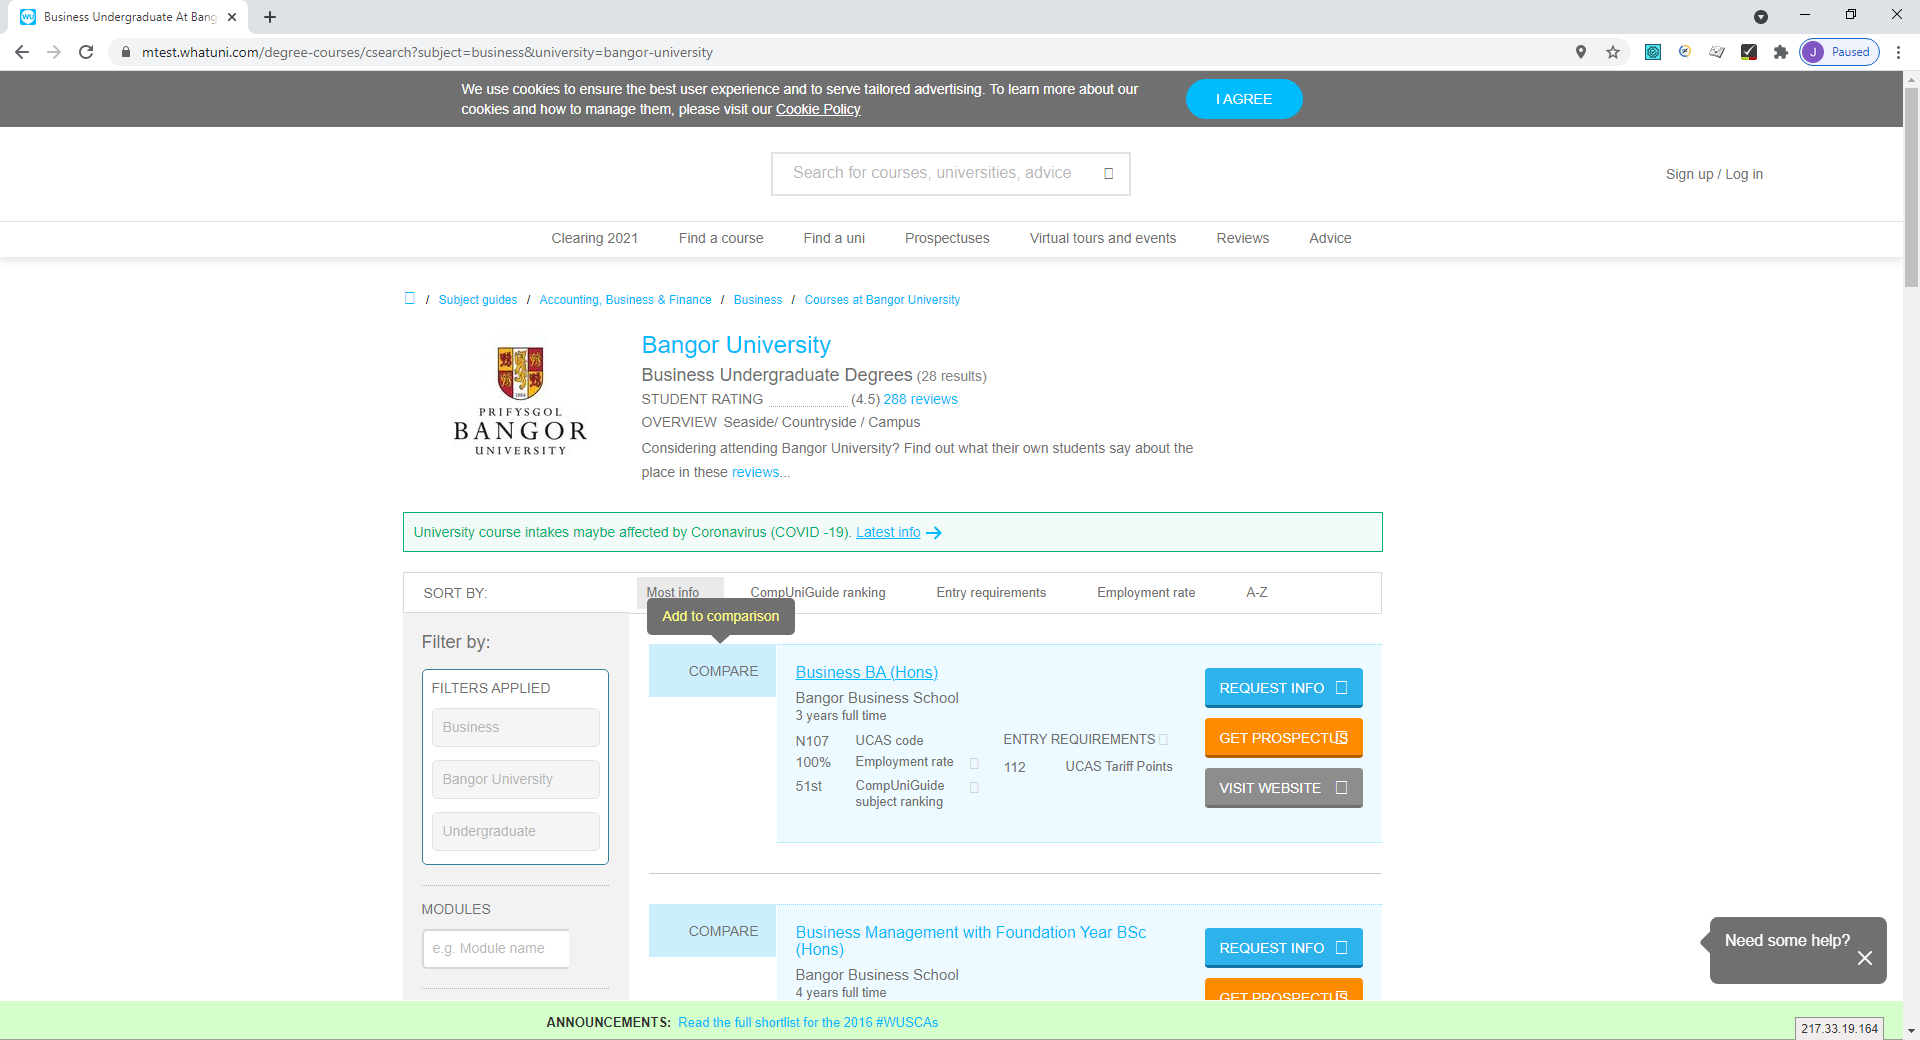 Business Undergraduate At Bang
mtest.whatuni.com/degree-courses/csearch?subject=business&university=bangor-university
J Paused
We use cookies to ensure the best user experience and to serve tailored advertising. To learn more about our
cookies and how to manage them, please visit our Cookie Policy
I AGREE
Search for courses, universities, advice
Sign up / Log in
Clearing 2021 Find a course Find a uni Prospectuses Virtual tours and events Reviews Advice
/ Subject guides / Accounting, Business & Finance / Business / Courses at Bangor University
1884
PRIFYSGOL
BANGOR
UNIVERSITY
Bangor University
Business Undergraduate Degrees (28 results)
STUDENT RATING (4.5) 288 reviews
OVERVIEW Seaside/ Countryside / Campus
Considering attending Bangor University? Find out what their own students say about the
place in these reviews...
University course intakes maybe affected by Coronavirus (COVID -19). Latest info
SORT BY: Most info CompUniGuide ranking Entry requirements Employment rate A-Z
Add to comparison
Filter by:
FILTERS APPLIED
Business
Bangor University
Undergraduate
MODULES
e.g. Module name
COMPARE
Business BA (Hons)
Bangor Business School
3 years full time
N107 UCAS code
100% Employment rate
51st CompUniGuide
subject ranking
ENTRY REQUIREMENTS
112 UCAS Tariff Points
REQUEST INFO
GET PROSPECTUS
VISIT WEBSITE
COMPARE
Business Management with Foundation Year BSc
(Hons)
Bangor Business School
4 years full time
REQUEST INFO
GET PROSPECTUS
Need some help?
ANNOUNCEMENTS: Read the full shortlist for the 2016 #WUSCAs
217.33.19.164